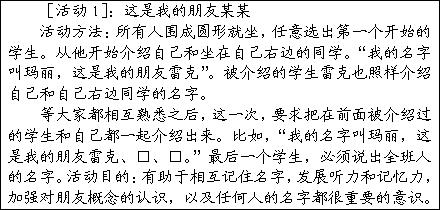 [活动1]：这是我的朋友某某
活动方法：所有人围成圆形就坐，任意选出第一个开始的
学生。从他开始介绍自己和坐在自己右边的同学。“我的名
字叫玛丽，这是我的朋友雷克”。被介绍的学生雷克也照样介绍
自己和自己右边同学的名字。
等大家都相互熟悉之后，这一次，要求把在前面被介绍过
的学生和自己都一起介绍出来。比如，“我的名字叫玛丽，这
是我的朋友雷克、□、□。”最后一个学生，必须说出全班人
的名字。活动目的：有助于相互记住名字，发展听力和记忆力，
加强对朋友概念的认识，以及任何人的名字都很重要的意识。